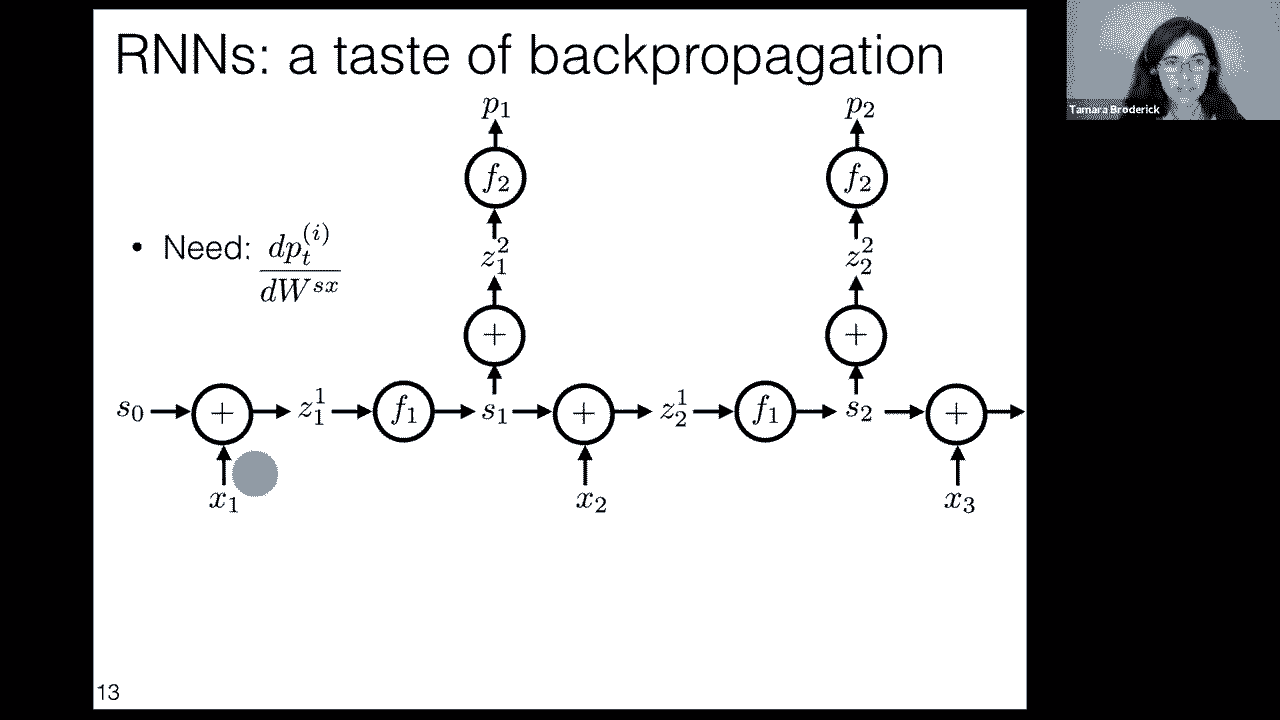 RNNs: a taste of backpropagation
Tamara Broderick
p_1 p_2
f_2 f_2
• Need: \frac{dp_t^{(i)}}{dW^{sx}}
z_1^2 z_2^2
+ +
s_0 + z_1^1 f_1 s_1 + z_2^1 f_1 s_2 +
x_1 x_2 x_3
13